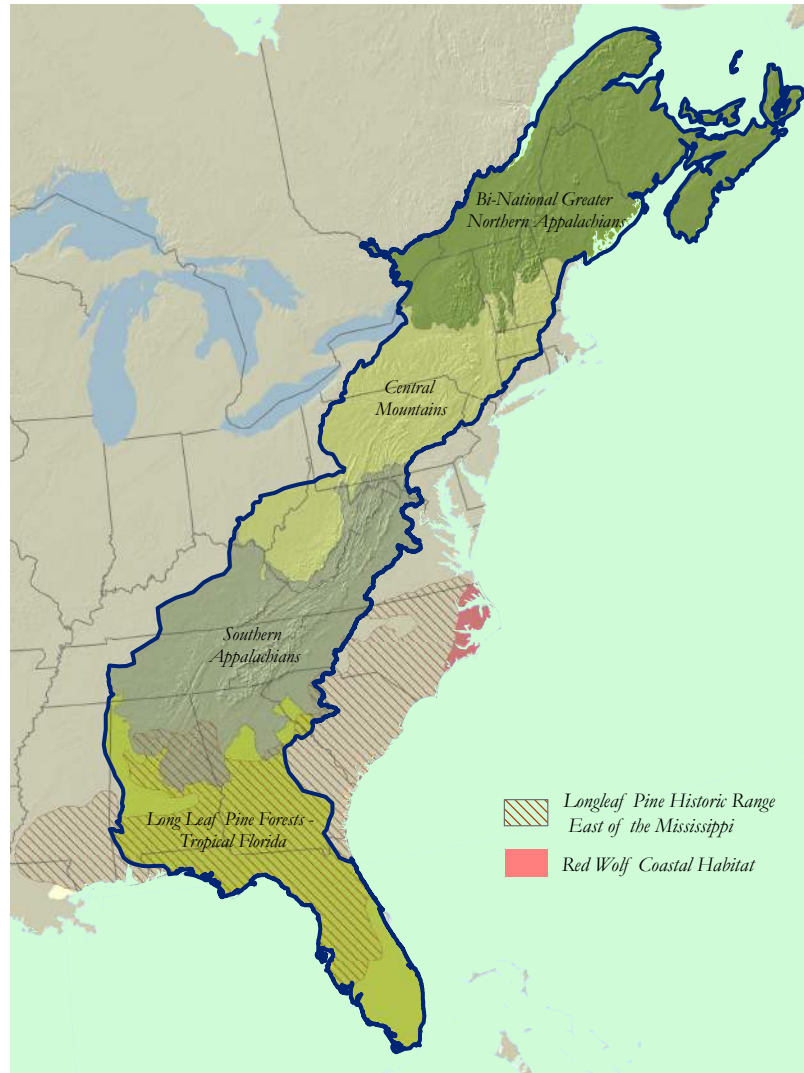 Bi-National Greater
Northern Appalachians
Central
Mountains
Southern
Appalachians
Long Leaf Pine Forests -
Tropical Florida
Longleaf Pine Historic Range
East of the Mississippi
Red Wolf Coastal Habitat